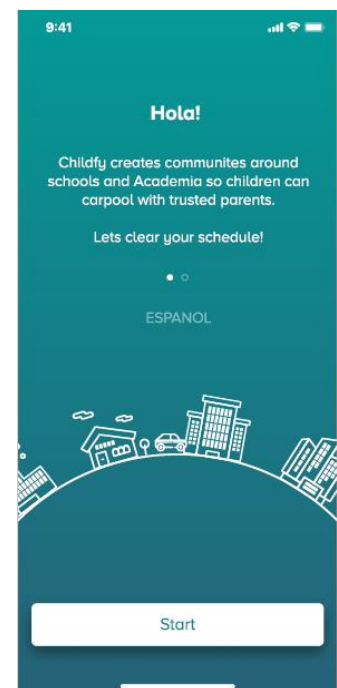 9:41
Hola!
Childfy creates communites around
schools and Academia so children can
carpool with trusted parents.
Lets clear your schedule!
ESPANOL
Start